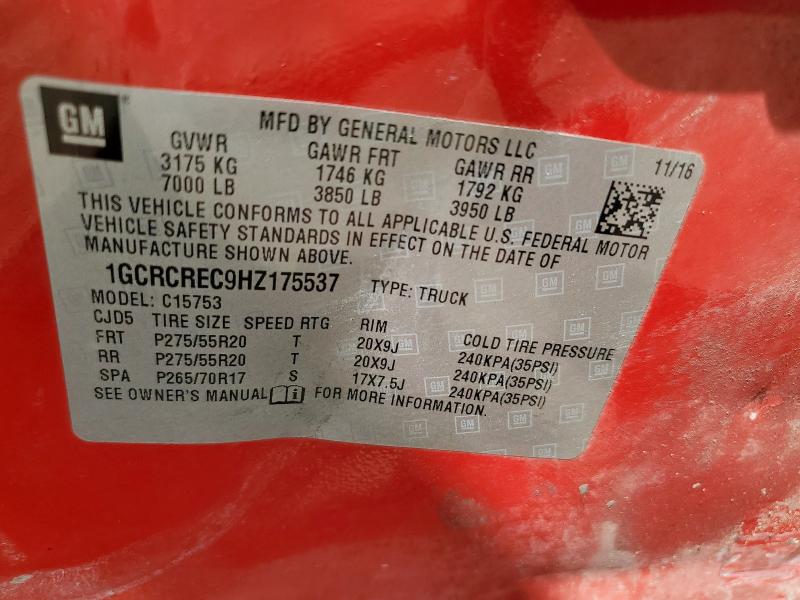 GM®
MFD BY GENERAL MOTORS LLC
11/16
GVWR GAWR FRT GAWR RR
3175 KG 1746 KG 1792 KG
7000 LB 3850 LB 3950 LB
THIS VEHICLE CONFORMS TO ALL APPLICABLE U.S. FEDERAL MOTOR
VEHICLE SAFETY STANDARDS IN EFFECT ON THE DATE OF
MANUFACTURE SHOWN ABOVE.
1GCRCREC9HZ175537 TYPE: TRUCK
MODEL: C15753
CJD5 TIRE SIZE SPEED RTG RIM COLD TIRE PRESSURE
FRT P275/55R20 T 20X9J 240KPA(35PSI)
RR P275/55R20 T 20X9J 240KPA(35PSI)
SPA P265/70R17 S 17X7.5J 240KPA(35PSI)
SEE OWNER'S MANUAL FOR MORE INFORMATION.